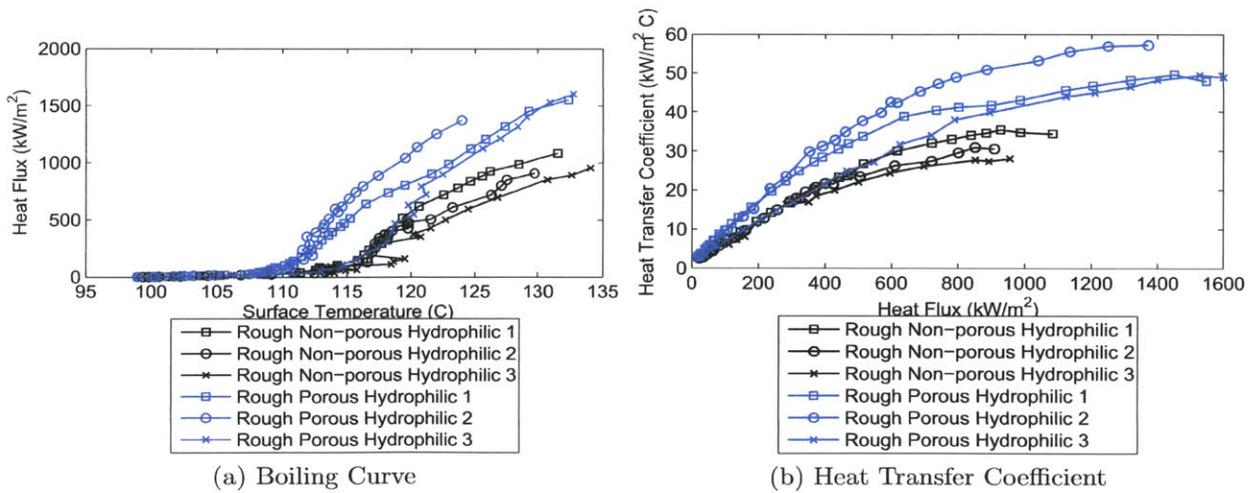 2000
1500
1000
500
0
Heat Flux (kW/m²)
95 100 105 110 115 120 125 130 135
Surface Temperature (C)
Rough Non-porous Hydrophilic 1
Rough Non-porous Hydrophilic 2
Rough Non-porous Hydrophilic 3
Rough Porous Hydrophilic 1
Rough Porous Hydrophilic 2
Rough Porous Hydrophilic 3
(a) Boiling Curve
60
50
40
30
20
10
0
Heat Transfer Coefficient (kW/m² C)
0 200 400 600 800 1000 1200 1400 1600
Heat Flux (kW/m²)
Rough Non-porous Hydrophilic 1
Rough Non-porous Hydrophilic 2
Rough Non-porous Hydrophilic 3
Rough Porous Hydrophilic 1
Rough Porous Hydrophilic 2
Rough Porous Hydrophilic 3
(b) Heat Transfer Coefficient